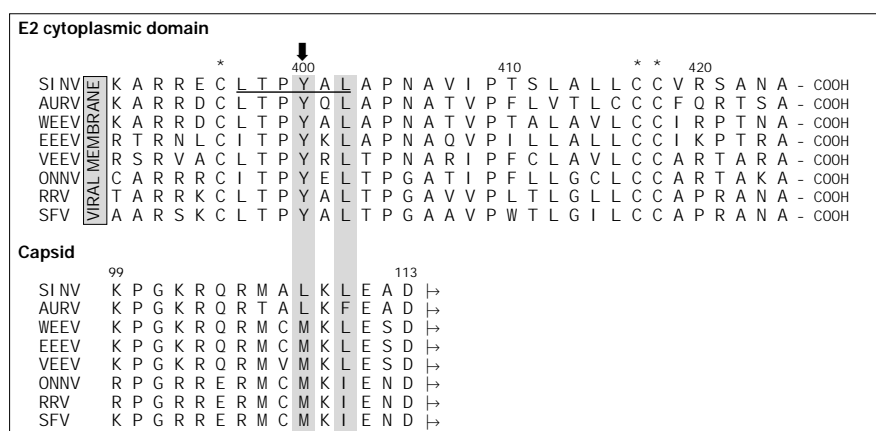 E2 cytoplasmic domain
* * *
400 410 420
VIRAL MEMBRANE
SINV K A R R E C L T P Y A L A P N A V I P T S L A L L C C V R S A N A - COOH
AURV K A R R D C L T P Y Q L A P N A T V P F L V T L C C C F Q R T S A - COOH
WEEV K A R R D C L T P Y A L A P N A T V P T A L A V L C C I R P T N A - COOH
EEEV R T R N L C I T P Y K L A P N A Q V P I L L A L L C C I K P T R A - COOH
VEEV R S R V A C L T P Y R L T P N A R I P F C L A V L C C A R T A R A - COOH
ONNV C A R R R C I T P Y E L T P G A T I P F L L G C L C C A R T A K A - COOH
RRV T A R R K C L T P Y A L T P G A V V P L T L G L L C C A P R A N A - COOH
SFV A A R S K C L T P Y A L T P G A A V P W T L G I L C C A P R A N A - COOH
Capsid
99 113
SINV K P G K R Q R M A L K L E A D ↦
AURV K P G K R Q R T A L K F E A D ↦
WEEV K P G K R Q R M C M K L E S D ↦
EEEV K P G K R Q R M C M K L E S D ↦
VEEV K P G K R Q R M V M K L E S D ↦
ONNV R P G R R E R M C M K I E N D ↦
RRV K P G R R E R M C M K I E N D ↦
SFV K P G R R E R M C M K I E N D ↦